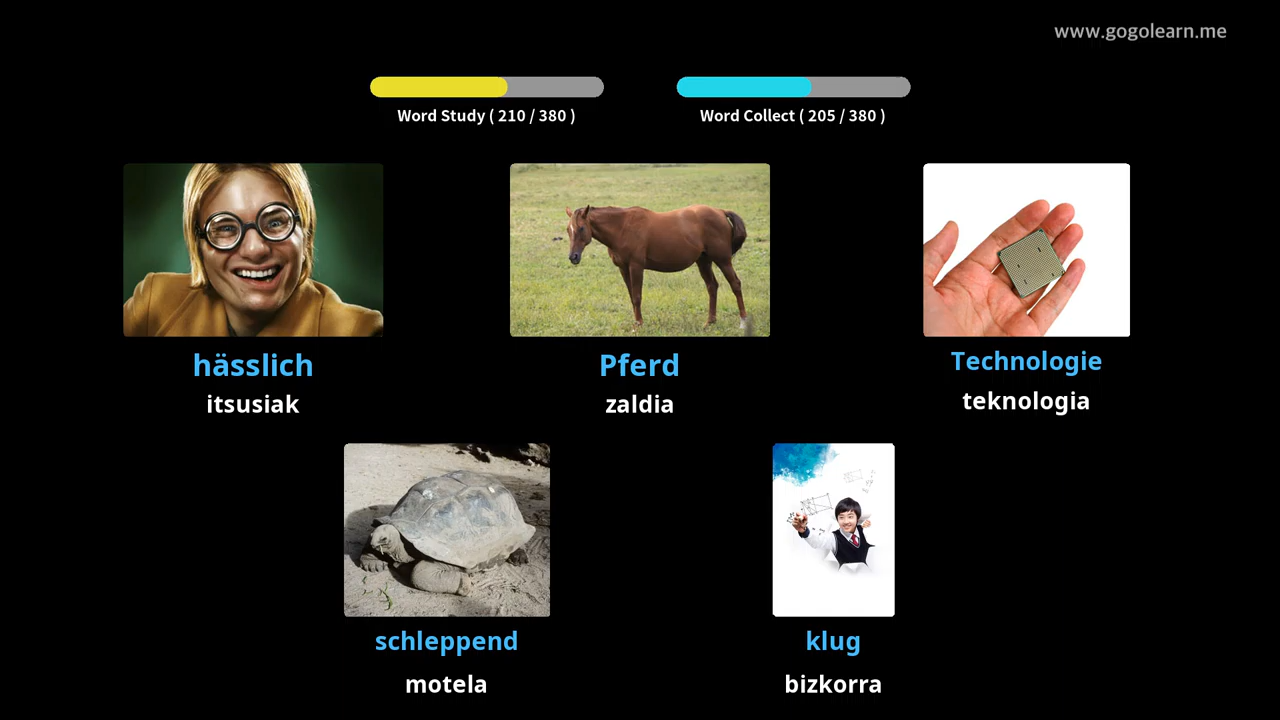 www.gogolearn.me
Word Study ( 210 / 380 )
Word Collect ( 205 / 380 )
hässlich
itsusiak
Pferd
zaldia
Technologie
teknologia
schleppend
motela
klug
bizkorra